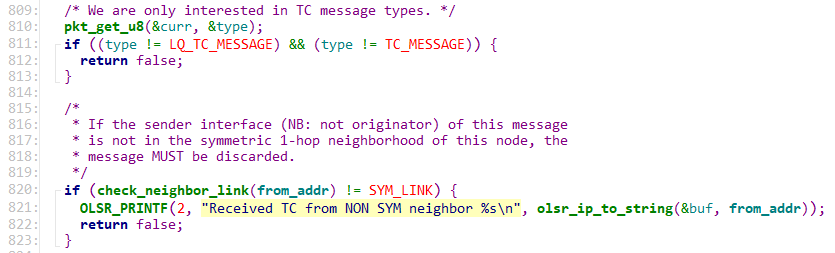 809: /* We are only interested in TC message types. */
810: pkt_get_u8(&curr, &type);
811: if ((type != LQ_TC_MESSAGE) && (type != TC_MESSAGE)) {
812: return false;
813: }
814:
815: /*
816: * If the sender interface (NB: not originator) of this message
817: * is not in the symmetric 1-hop neighborhood of this node, the
818: * message MUST be discarded.
819: */
820: if (check_neighbor_link(from_addr) != SYM_LINK) {
821: OLSR_PRINTF(2, "Received TC from NON SYM neighbor %s\n", olsr_ip_to_string(&buf, from_addr));
822: return false;
823: }